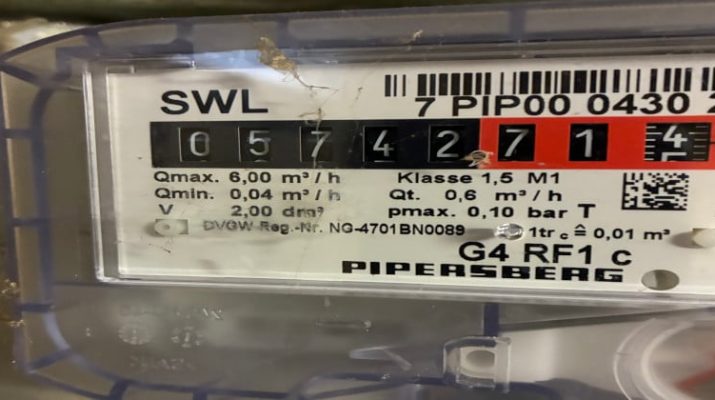 SWL
7 PIP00 0430
0 5 7 4 2 7 1 4
Qmax. 6,00 m³/h Klasse 1,5 M1
Qmin. 0,04 m³/h Qt. 0,6 m³/h
V 2,00 dm³ pmax. 0,10 bar T
DVGW-Reg.-Nr. NG-4701BN0089 1tr c ≙ 0,01 m³
G4 RF1 c
PIPERSBERG